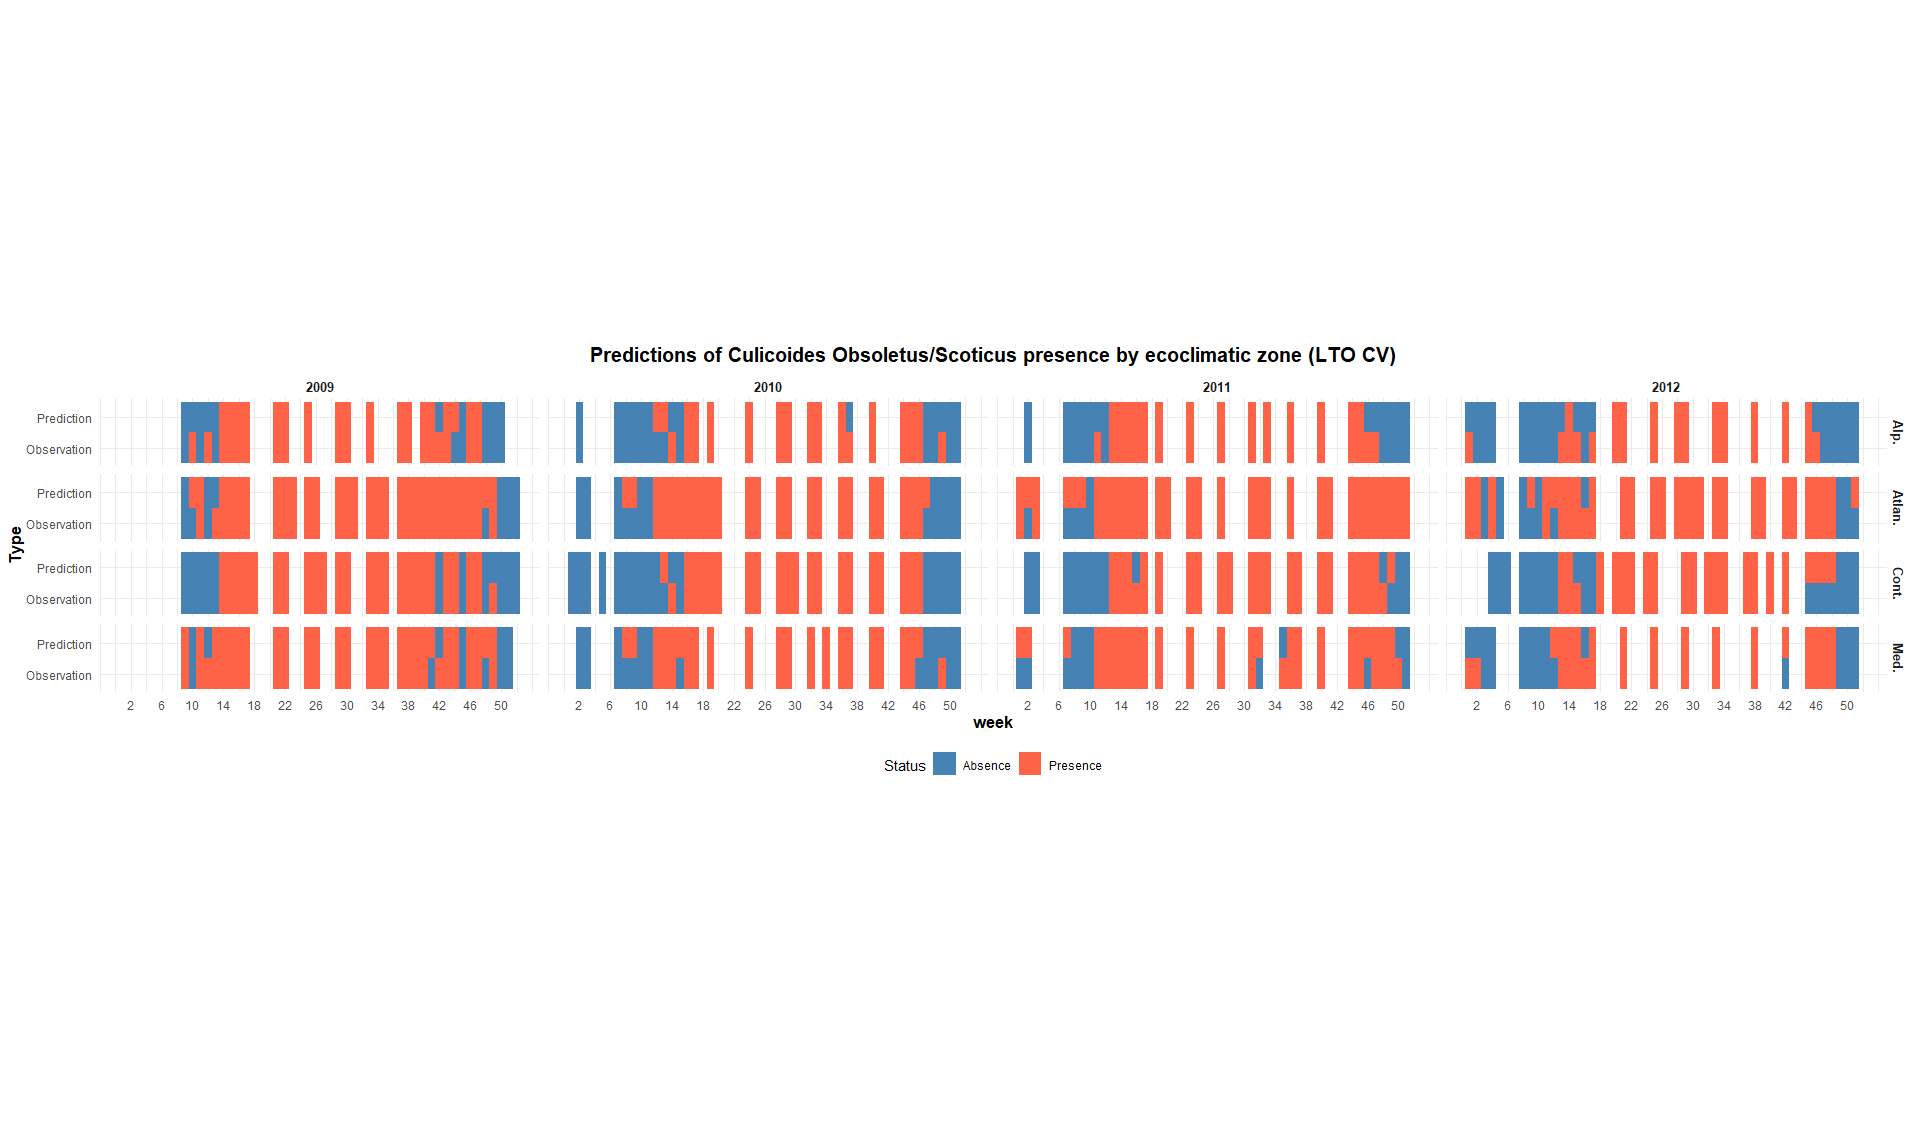 Predictions of Culicoides Obsoletus/Scoticus presence by ecoclimatic zone (LTO CV)
2009 2010 2011 2012
Prediction
Observation
Alp.
Prediction
Observation
Atlan.
Prediction
Observation
Cont.
Prediction
Observation
Med.
Type
2 6 10 14 18 22 26 30 34 38 42 46 50 2 6 10 14 18 22 26 30 34 38 42 46 50 2 6 10 14 18 22 26 30 34 38 42 46 50 2 6 10 14 18 22 26 30 34 38 42 46 50
week
Status Absence Presence